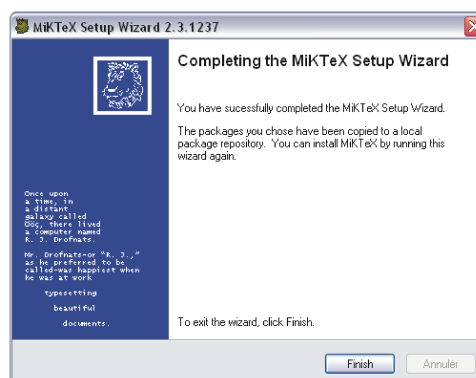 MiKTeX Setup Wizard 2.3.1237
Completing the MiKTeX Setup Wizard
You have sucessfully completed the MiKTeX Setup Wizard.
The packages you chose have been copied to a local
package repository. You can install MiKTeX by running this
wizard again.
Once upon
a time, in
a distant
galaxy called
Ööç, there lived
a computer named
R. J. Drofnats.
Mr. Drofnats-or "R. J.,"
as he preferred to be
called-was happiest when
he was at work
typesetting
beautiful
documents.
To exit the wizard, click Finish.
Finish
Annuler